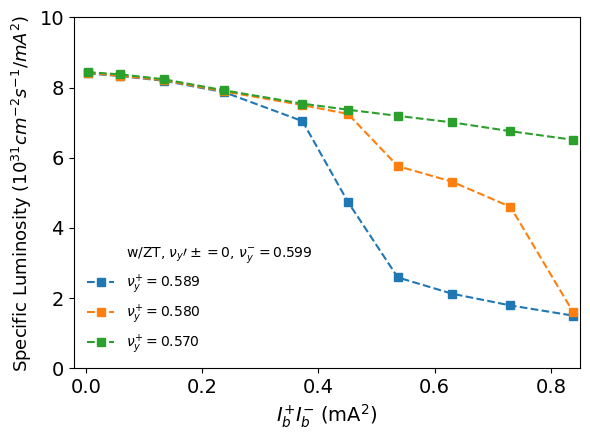 10
8
6
4
2
0
Specific Luminosity (10³¹cm⁻²s⁻¹/mA²)
w/ZT, ν_y′± = 0, ν_y⁻ = 0.599
ν_y⁺ = 0.589
ν_y⁺ = 0.580
ν_y⁺ = 0.570
0.0 0.2 0.4 0.6 0.8
I_b⁺I_b⁻ (mA²)